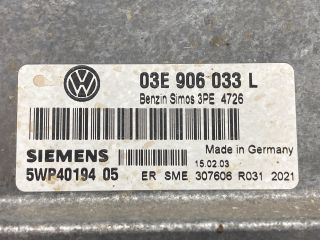 03E 906 033 L
Benzin Simos 3PE 4726
Made in Germany
SIEMENS 15.02.03
5WP40194 05 ER SME 307606 R031 2021